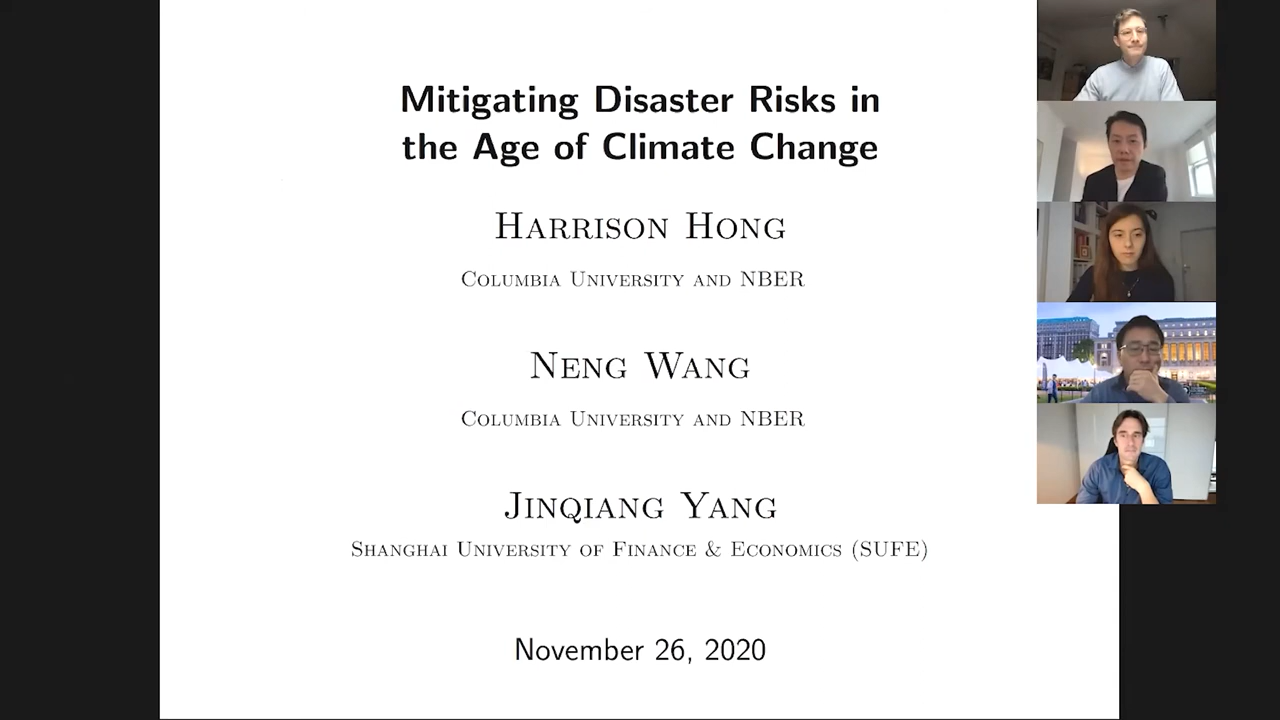 Mitigating Disaster Risks in
the Age of Climate Change
Harrison Hong
Columbia University and NBER
Neng Wang
Columbia University and NBER
Jinqiang Yang
Shanghai University of Finance & Economics (SUFE)
November 26, 2020